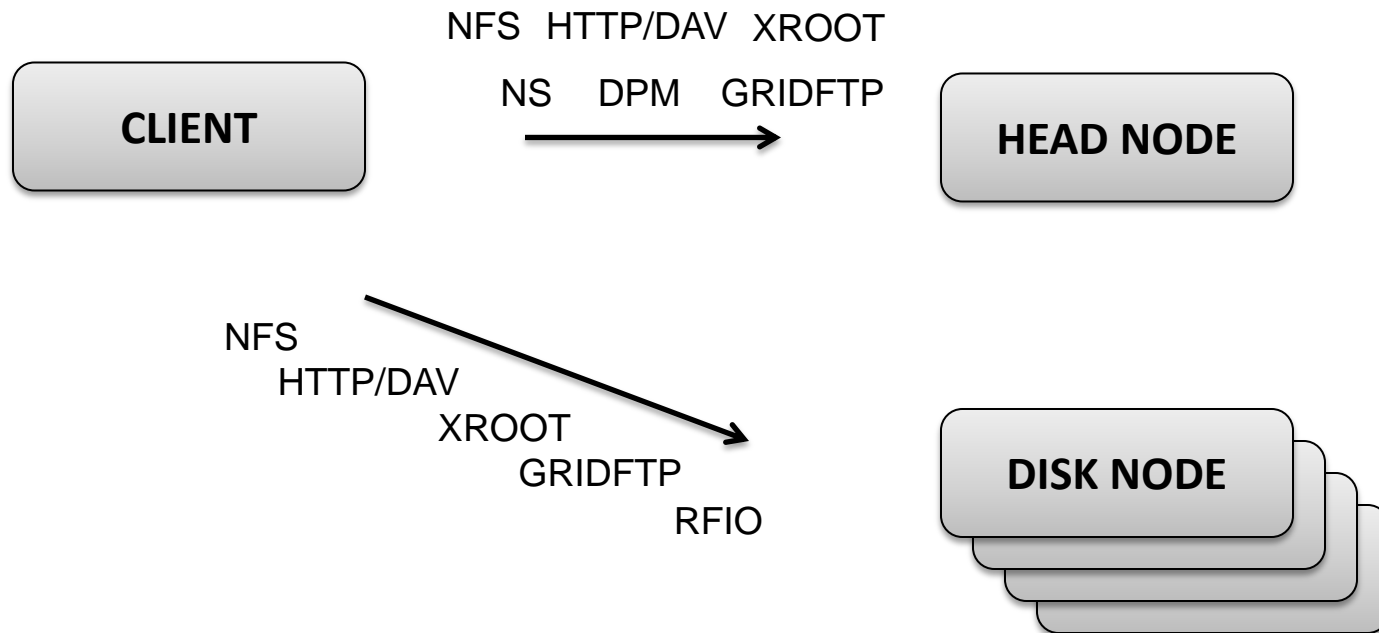 NFS HTTP/DAV XROOT
NS DPM GRIDFTP
CLIENT
HEAD NODE
NFS
HTTP/DAV
XROOT
GRIDFTP
RFIO
DISK NODE